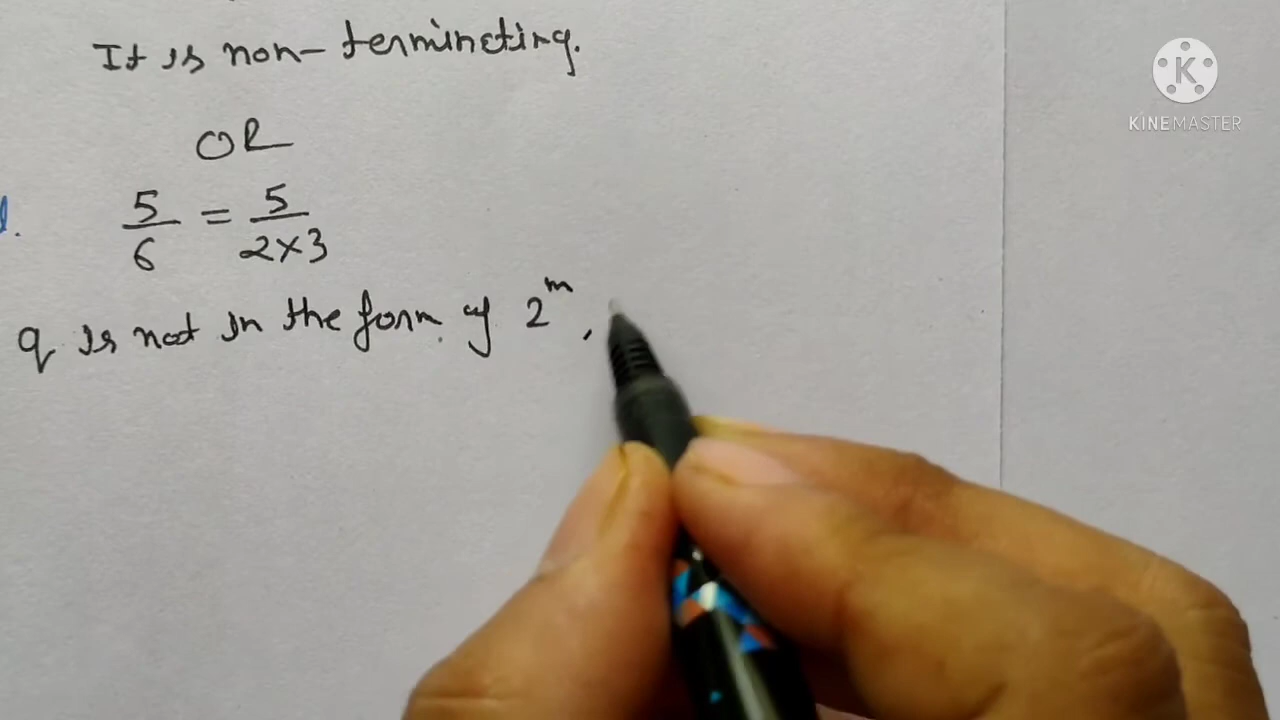 It is non-terminating.
KINEMASTER
OR
5/6 = 5/2×3
q is not in the form of 2^m,